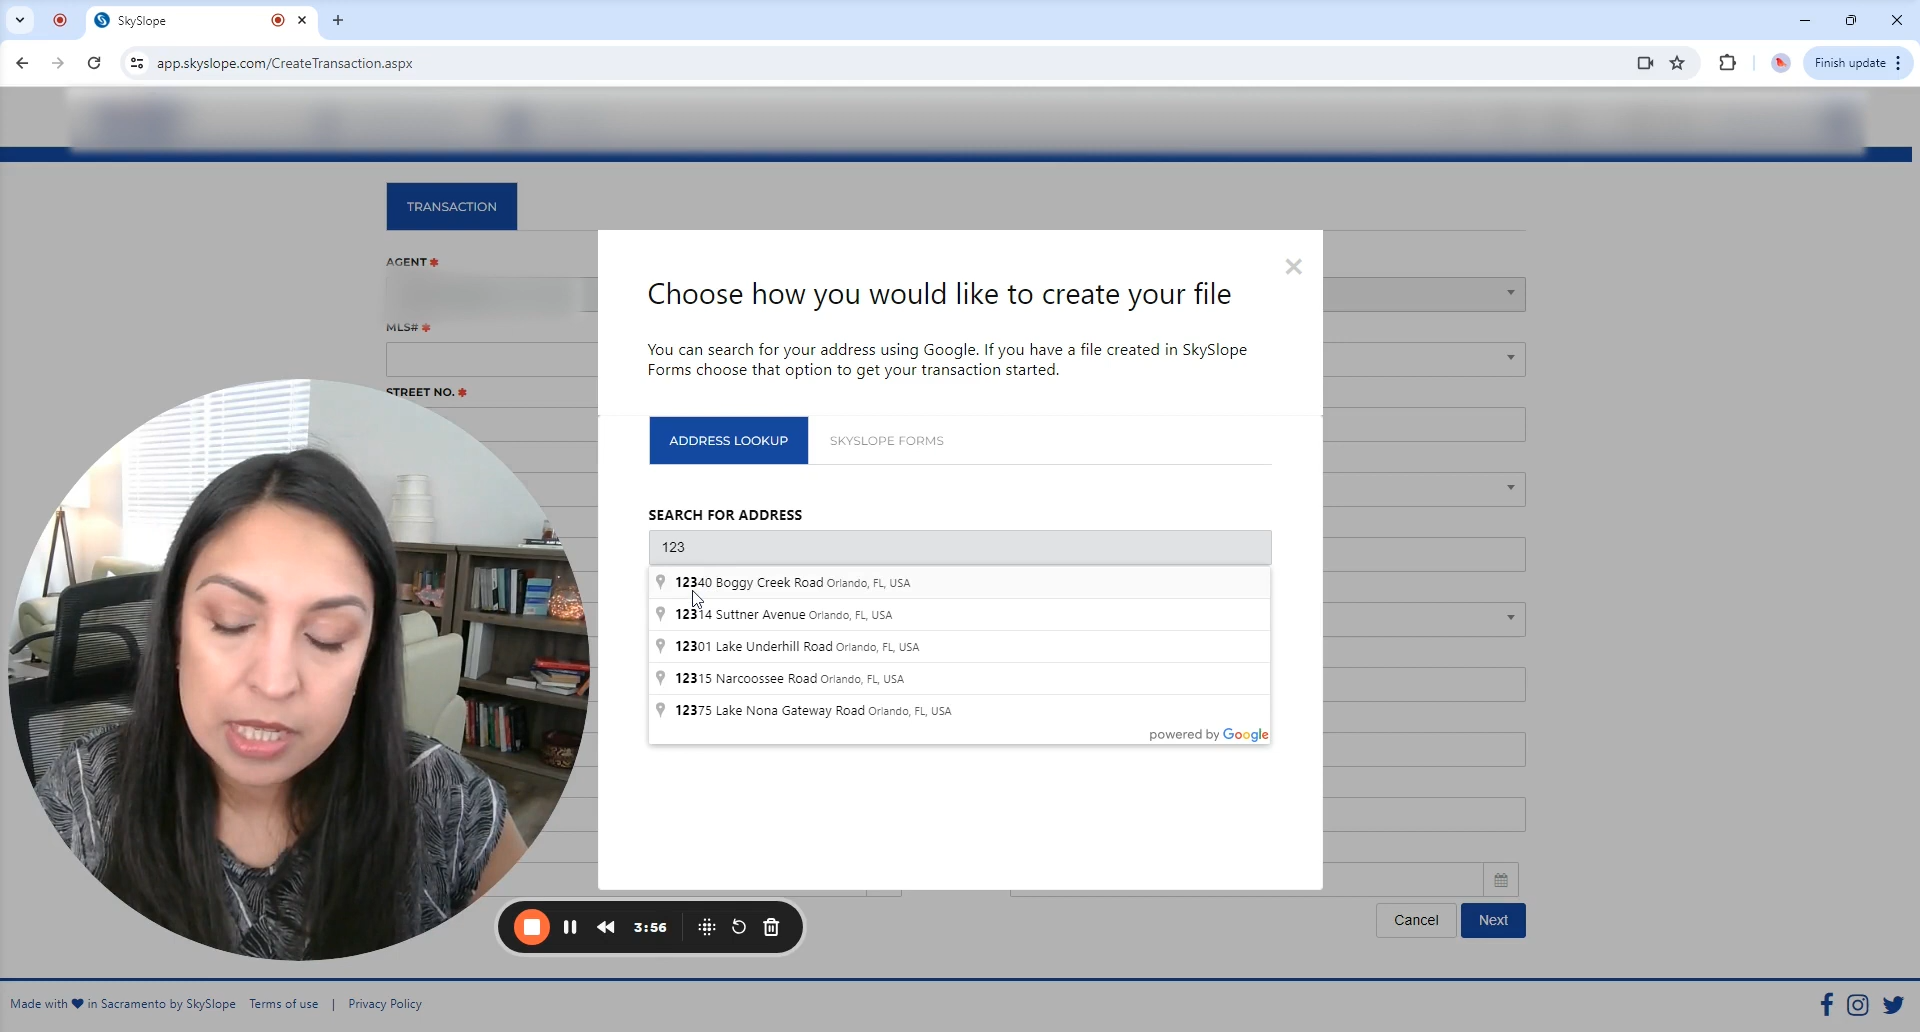 SkySlope
app.skyslope.com/CreateTransaction.aspx
Finish update
TRANSACTION
AGENT *
MLS# *
STREET NO. *
Choose how you would like to create your file
You can search for your address using Google. If you have a file created in SkySlope
Forms choose that option to get your transaction started.
ADDRESS LOOKUP
SKYSLOPE FORMS
SEARCH FOR ADDRESS
123
12340 Boggy Creek Road Orlando, FL, USA
12314 Suttner Avenue Orlando, FL, USA
12301 Lake Underhill Road Orlando, FL, USA
12315 Narcoossee Road Orlando, FL, USA
12375 Lake Nona Gateway Road Orlando, FL, USA
powered by Google
3:56
Cancel
Next
Made with ♥ in Sacramento by SkySlope Terms of use | Privacy Policy